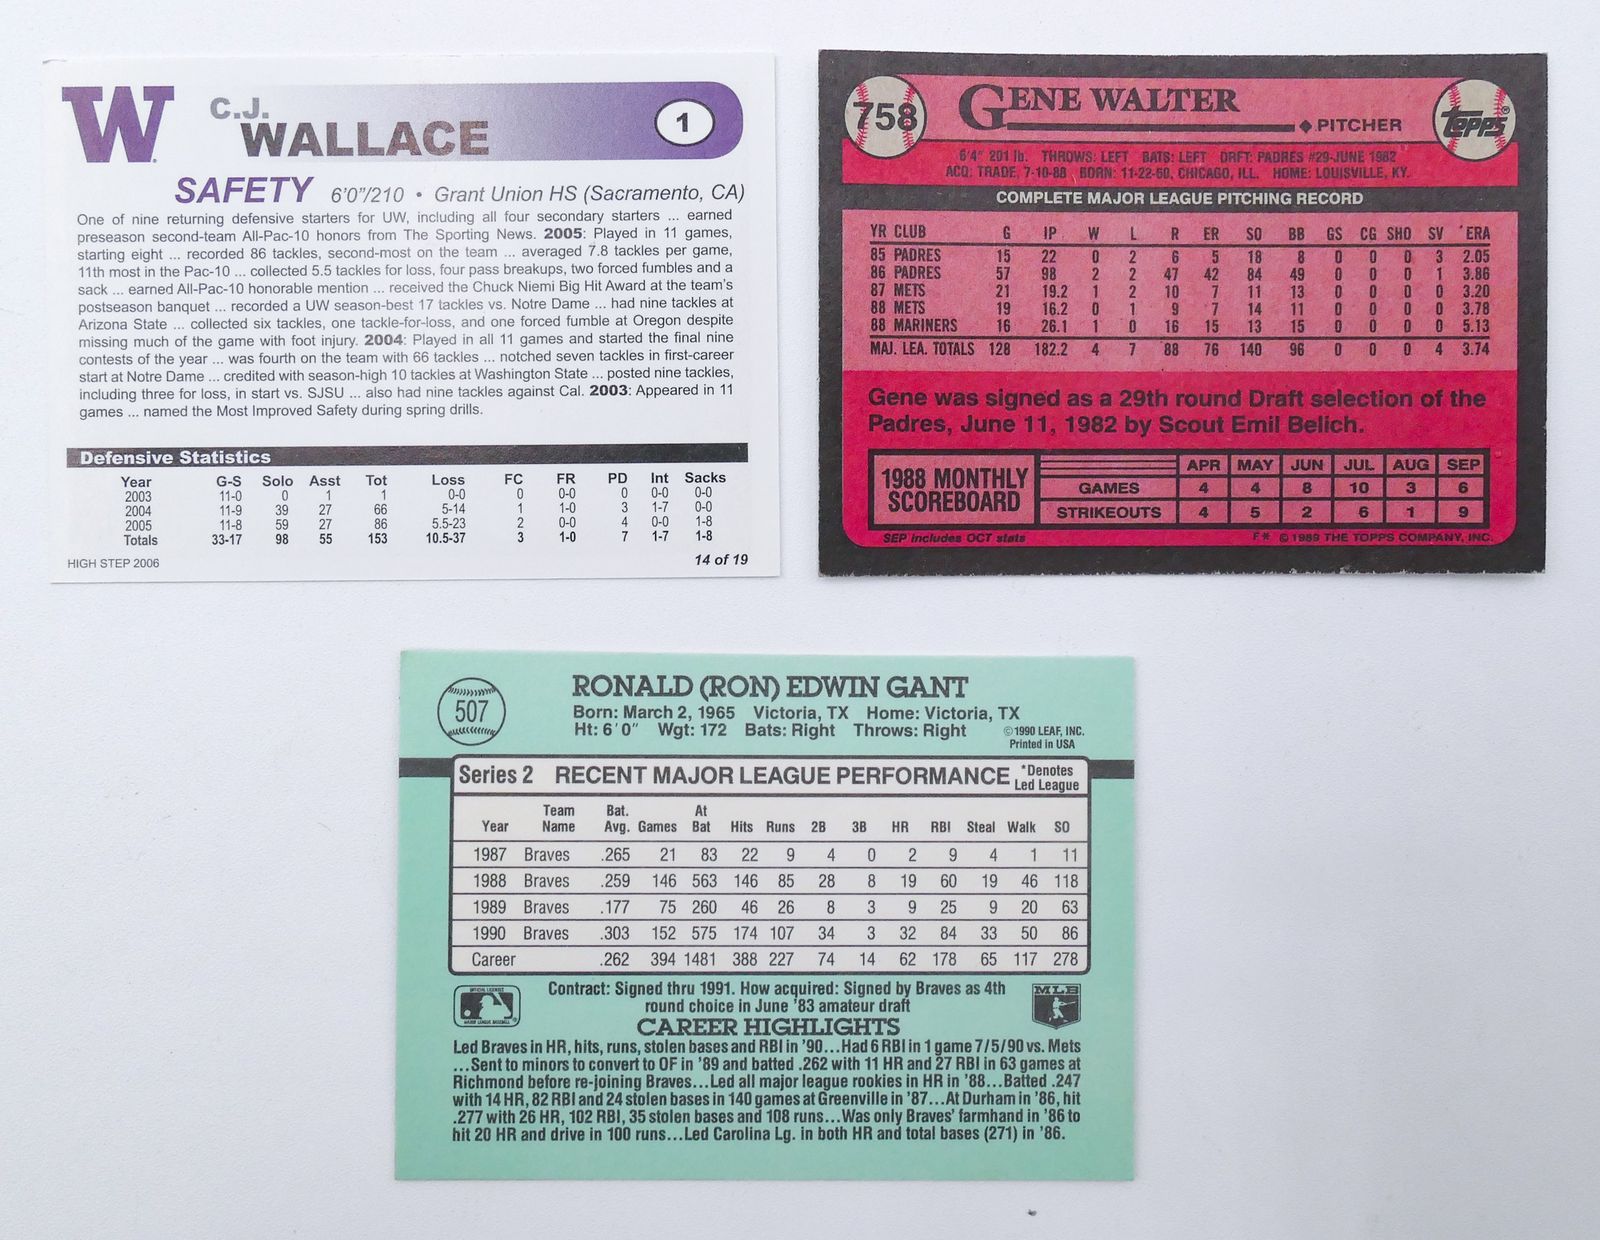 W
C.J.
WALLACE
1
SAFETY 6'0"/210 • Grant Union HS (Sacramento, CA)
One of nine returning defensive starters for UW, including all four secondary starters ... earned
preseason second-team All-Pac-10 honors from The Sporting News. 2005: Played in 11 games,
starting eight ... recorded 86 tackles, second-most on the team ... averaged 7.8 tackles per game,
11th most in the Pac-10 ... collected 5.5 tackles for loss, four pass breakups, two forced fumbles and a
sack ... earned All-Pac-10 honorable mention ... received the Chuck Niemi Big Hit Award at the team's
postseason banquet ... recorded a UW season-best 17 tackles vs. Notre Dame ... had nine tackles at
Arizona State ... collected six tackles, one tackle-for-loss, and one forced fumble at Oregon despite
missing much of the game with foot injury. 2004: Played in all 11 games and started the final nine
contests of the year ... was fourth on the team with 66 tackles ... notched seven tackles in first-career
start at Notre Dame ... credited with season-high 10 tackles at Washington State ... posted nine tackles,
including three for loss, in start vs. SJSU ... also had nine tackles against Cal. 2003: Appeared in 11
games ... named the Most Improved Safety during spring drills.
Defensive Statistics
Year G-S Solo Asst Tot Loss FC FR PD Int Sacks
2003 11-0 0 1 1 0-0 0 0-0 0 0-0 0-0
2004 11-9 39 27 66 5-14 1 1-0 3 1-7 0-0
2005 11-8 59 27 86 5.5-23 2 0-0 4 0-0 1-8
Totals 33-17 98 55 153 10.5-37 3 1-0 7 1-7 1-8
HIGH STEP 2006 14 of 19
758
GENE WALTER
PITCHER
TOPPS®
6'4" 201 lb. THROWS: LEFT BATS: LEFT DRFT: PADRES #29-JUNE 1982
ACQ: TRADE, 7-10-88 BORN: 11-22-60, CHICAGO, ILL. HOME: LOUISVILLE, KY.
COMPLETE MAJOR LEAGUE PITCHING RECORD
YR CLUB G IP W L R ER SO BB GS CG SHO SV ERA
85 PADRES 15 22 0 2 6 5 18 8 0 0 0 3 2.05
86 PADRES 57 98 2 2 47 42 84 49 0 0 0 1 3.86
87 METS 21 19.2 1 2 10 7 11 13 0 0 0 0 3.20
88 METS 19 16.2 0 1 9 7 14 11 0 0 0 0 3.78
88 MARINERS 16 26.1 1 0 16 15 13 15 0 0 0 0 5.13
MAJ. LEA. TOTALS 128 182.2 4 7 88 76 140 96 0 0 0 4 3.74
Gene was signed as a 29th round Draft selection of the
Padres, June 11, 1982 by Scout Emil Belich.
1988 MONTHLY
SCOREBOARD
APR MAY JUN JUL AUG SEP
GAMES 4 4 8 10 3 6
STRIKEOUTS 4 5 2 6 1 9
SEP includes OCT stats F* © 1989 THE TOPPS COMPANY, INC.
507
RONALD (RON) EDWIN GANT
Born: March 2, 1965 Victoria, TX Home: Victoria, TX
Ht: 6'0" Wgt: 172 Bats: Right Throws: Right
©1990 LEAF, INC.
Printed in USA
Series 2 RECENT MAJOR LEAGUE PERFORMANCE
*Denotes
Led League
Year Team Name Bat. Avg. Games At Bat Hits Runs 2B 3B HR RBI Steal Walk SO
1987 Braves .265 21 83 22 9 4 0 2 9 4 1 11
1988 Braves .259 146 563 146 85 28 8 19 60 19 46 118
1989 Braves .177 75 260 46 26 8 3 9 25 9 20 63
1990 Braves .303 152 575 174 107 34 3 32 84 33 50 86
Career .262 394 1481 388 227 74 14 62 178 65 117 278
Contract: Signed thru 1991. How acquired: Signed by Braves as 4th
round choice in June '83 amateur draft
MLB
CAREER HIGHLIGHTS
Led Braves in HR, hits, runs, stolen bases and RBI in '90...Had 6 RBI in 1 game 7/5/90 vs. Mets
...Sent to minors to convert to OF in '89 and batted .262 with 11 HR and 27 RBI in 63 games at
Richmond before re-joining Braves...Led all major league rookies in HR in '88...Batted .247
with 14 HR, 82 RBI and 24 stolen bases in 140 games at Greenville in '87...At Durham in '86, hit
.277 with 26 HR, 102 RBI, 35 stolen bases and 108 runs...Was only Braves' farmhand in '86 to
hit 20 HR and drive in 100 runs...Led Carolina Lg. in both HR and total bases (271) in '86.